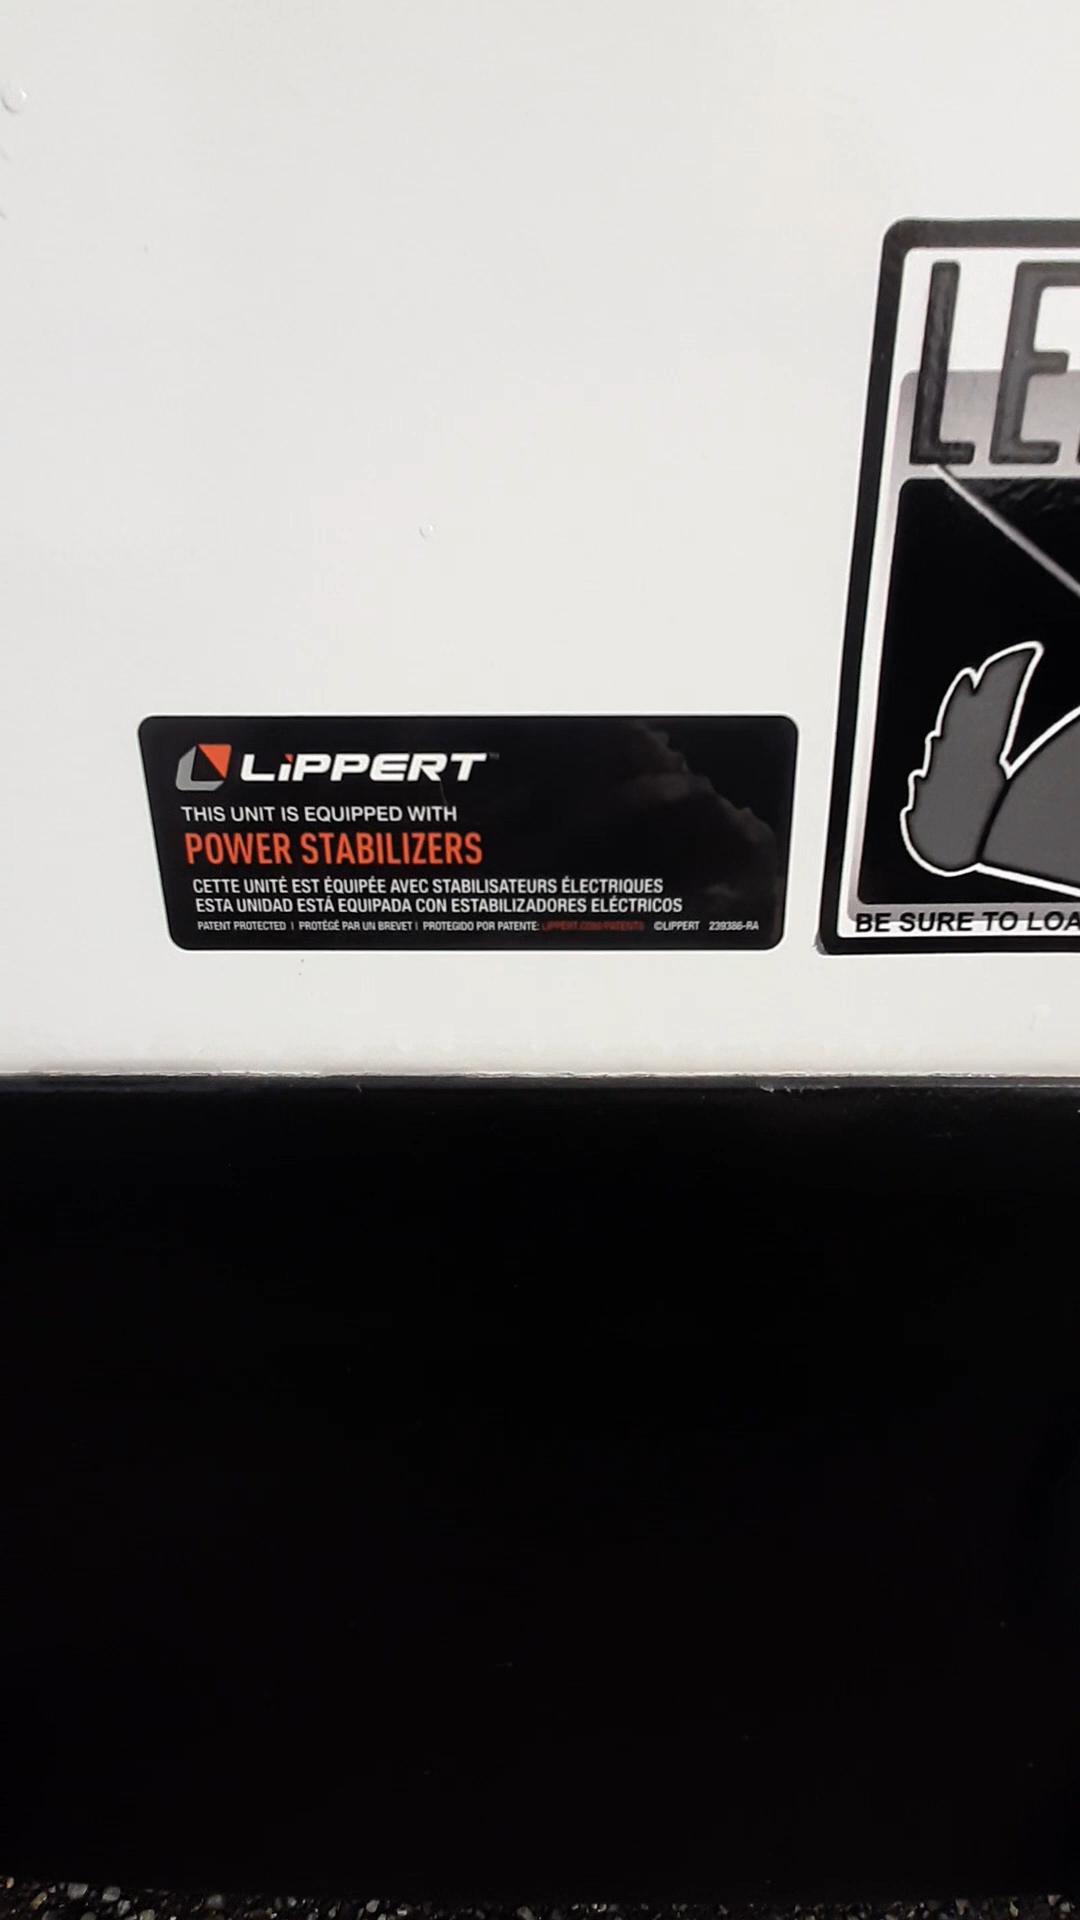 LiPPERT™
THIS UNIT IS EQUIPPED WITH
POWER STABILIZERS
CETTE UNITÉ EST ÉQUIPÉE AVEC STABILISATEURS ÉLECTRIQUES
ESTA UNIDAD ESTÁ EQUIPADA CON ESTABILIZADORES ELÉCTRICOS
PATENT PROTECTED | PROTÉGÉ PAR UN BREVET | PROTEGIDO POR PATENTE: LIPPERT.COM/PATENTS ©LIPPERT 239386-RA
LE
BE SURE TO LOA